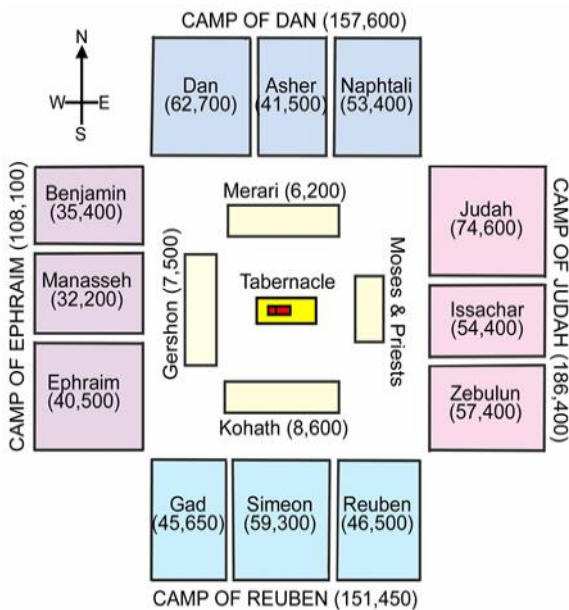 CAMP OF DAN (157,600)
N
W
E
S
Dan
(62,700)
Asher
(41,500)
Naphtali
(53,400)
CAMP OF EPHRAIM (108,100)
Benjamin
(35,400)
Manasseh
(32,200)
Ephraim
(40,500)
Merari (6,200)
Gershon (7,500)
Tabernacle
Moses & Priests
Kohath (8,600)
Judah
(74,600)
Issachar
(54,400)
Zebulun
(57,400)
CAMP OF JUDAH (186,400)
Gad
(45,650)
Simeon
(59,300)
Reuben
(46,500)
CAMP OF REUBEN (151,450)